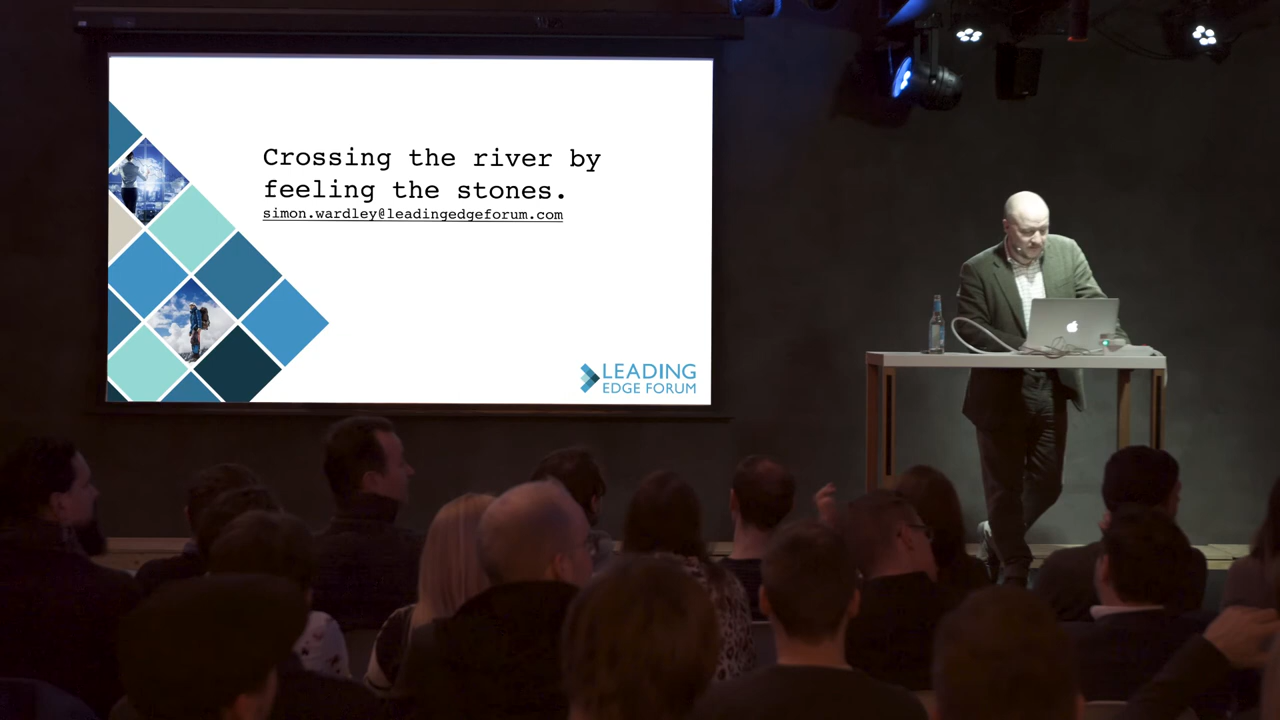 Crossing the river by
feeling the stones.
simon.wardley@leadingedgeforum.com
LEADING
EDGE FORUM